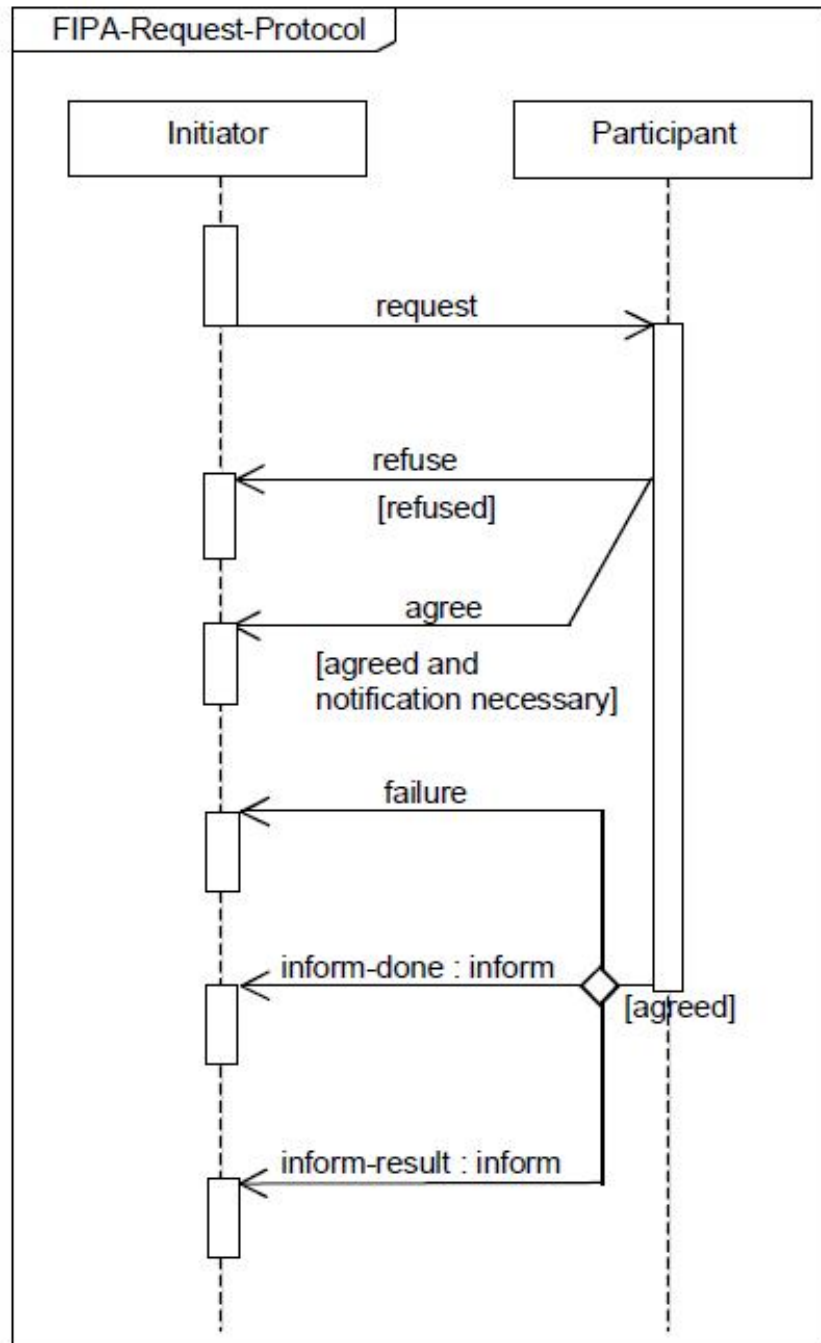 FIPA-Request-Protocol
Initiator
Participant
request
refuse
[refused]
agree
[agreed and
notification necessary]
failure
inform-done : inform
[agreed]
inform-result : inform